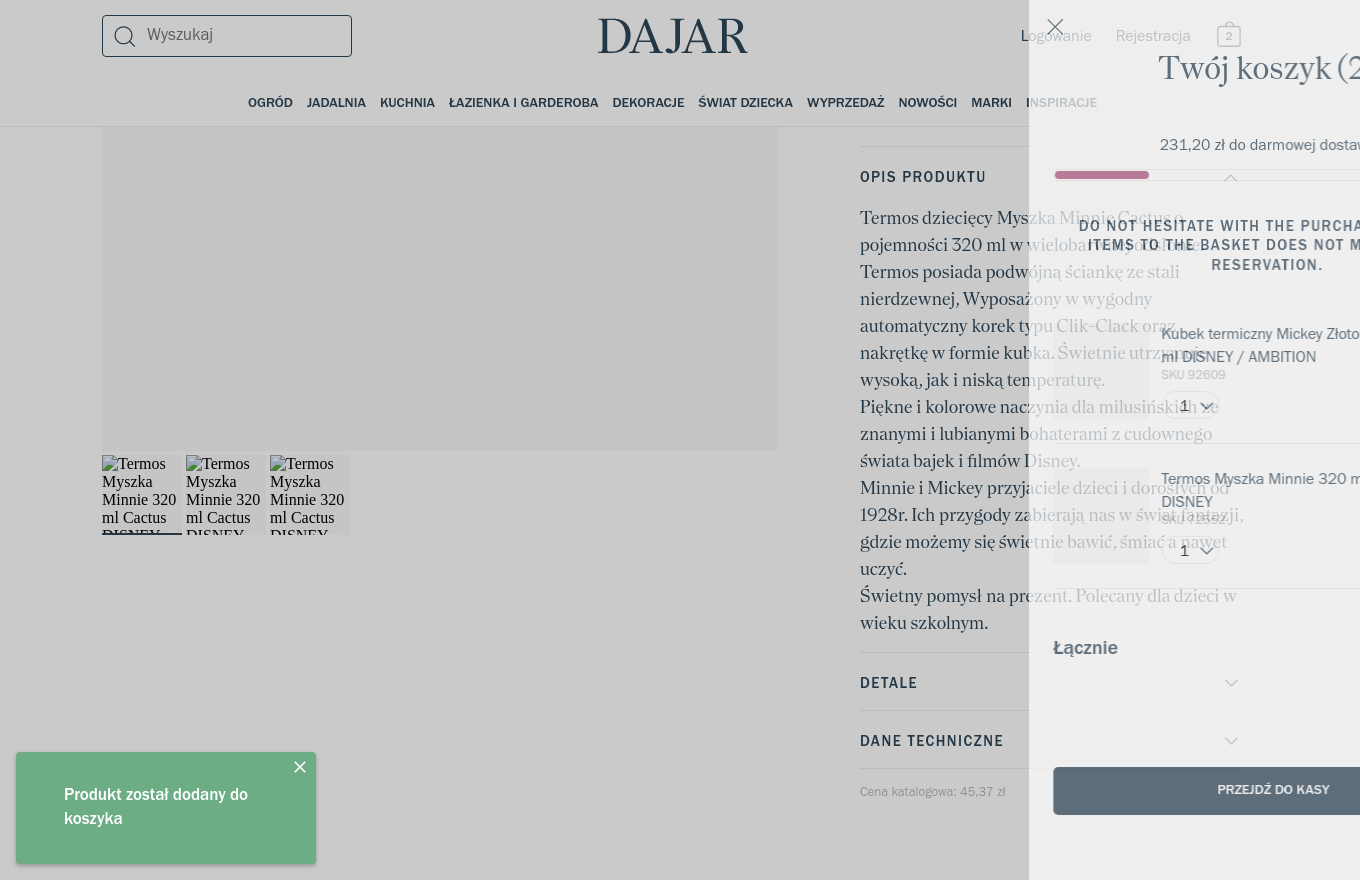 Wyszukaj
DAJAR
Logowanie
Rejestracja
2
OGRÓD
JADALNIA
KUCHNIA
ŁAZIENKA I GARDEROBA
DEKORACJE
ŚWIAT DZIECKA
WYPRZEDAŻ
NOWOŚCI
MARKI
INSPIRACJE
OPIS PRODUKTU
Termos dziecięcy Myszka Minnie Cactus o
pojemności 320 ml w
Termos posiada podwójną ściankę ze stali
nierdzewnej, Wyposażony w wygodny
automatyczny korek typu Clik-Clack oraz
nakrętkę w formie kubka. Świetnie utrzymuje
wysoką, jak i niską temperaturę.
Piękne i kolorowe naczynia dla milusińskich ze
znanymi i lubianymi bohaterami z cudownego
świata bajek i filmów Disney.
Minnie i Mickey przyjaciele dzieci i dorosłych od
1928r. Ich przygody zabierają nas w świat fantazji,
gdzie możemy się świetnie bawić, śmiać a nawet
uczyć.
Świetny pomysł na prezent. Polecany dla dzieci w
wieku szkolnym.
DETALE
DANE TECHNICZNE
Cena katalogowa: 45,37 zł
Termos
Myszka
Minnie 320
ml Cactus
DISNEY
Termos
Myszka
Minnie 320
ml Cactus
DISNEY
Termos
Myszka
Minnie 320
ml Cactus
DISNEY
Twój koszyk (2
231,20 zł do darmowej dostaw
DO NOT HESITATE WITH THE PURCHA
ITEMS TO THE BASKET DOES NOT M
RESERVATION.
Kubek termiczny Mickey Złoto
ml DISNEY / AMBITION
SKU 92609
1
Termos Myszka Minnie 320 m
DISNEY
SKU 72552
1
Łącznie
PRZEJDŹ DO KASY
Produkt został dodany do
koszyka